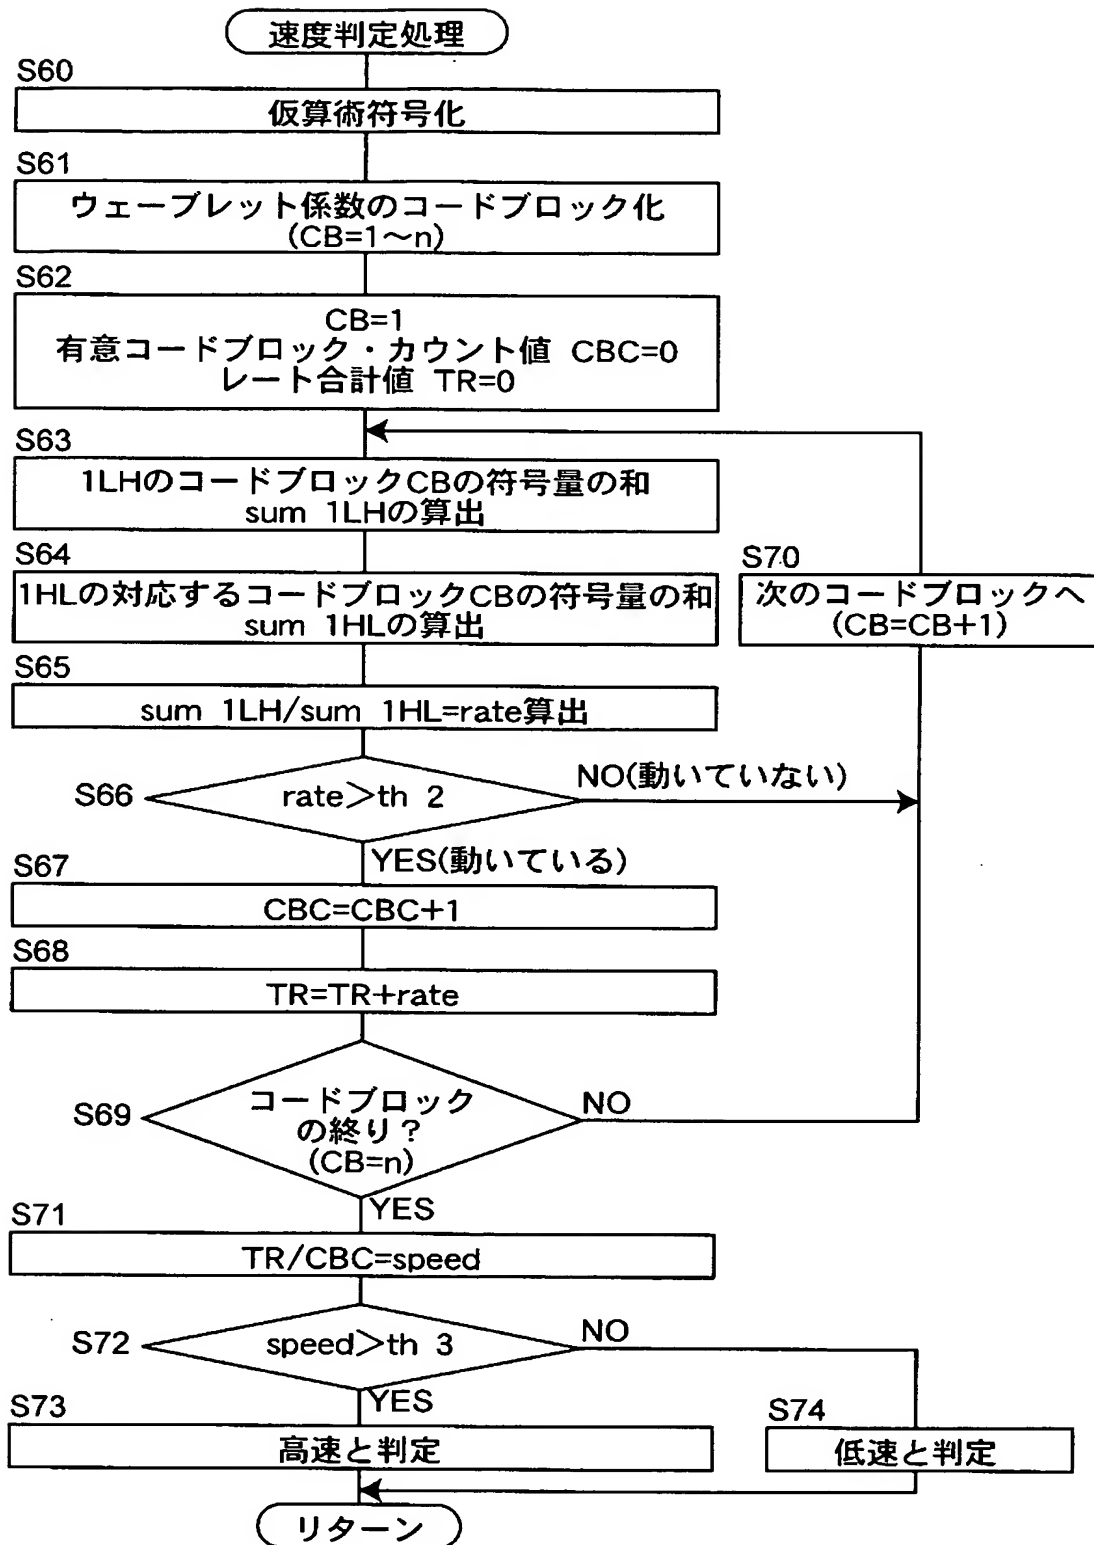 速度判定処理
S60
仮算術符号化
S61
ウェーブレット係数のコードブロック化
(CB=1～n)
S62
CB=1
有意コードブロック・カウント値 CBC=0
レート合計値 TR=0
S63
1LHのコードブロックCBの符号量の和
sum 1LHの算出
S64
1HLの対応するコードブロックCBの符号量の和
sum 1HLの算出
S70
次のコードブロックへ
(CB=CB+1)
S65
sum 1LH/sum 1HL=rate算出
S66
rate＞th 2
NO(動いていない)
YES(動いている)
S67
CBC=CBC+1
S68
TR=TR+rate
S69
コードブロック
の終り？
(CB=n)
NO
YES
S71
TR/CBC=speed
S72
speed＞th 3
NO
YES
S73
高速と判定
S74
低速と判定
リターン